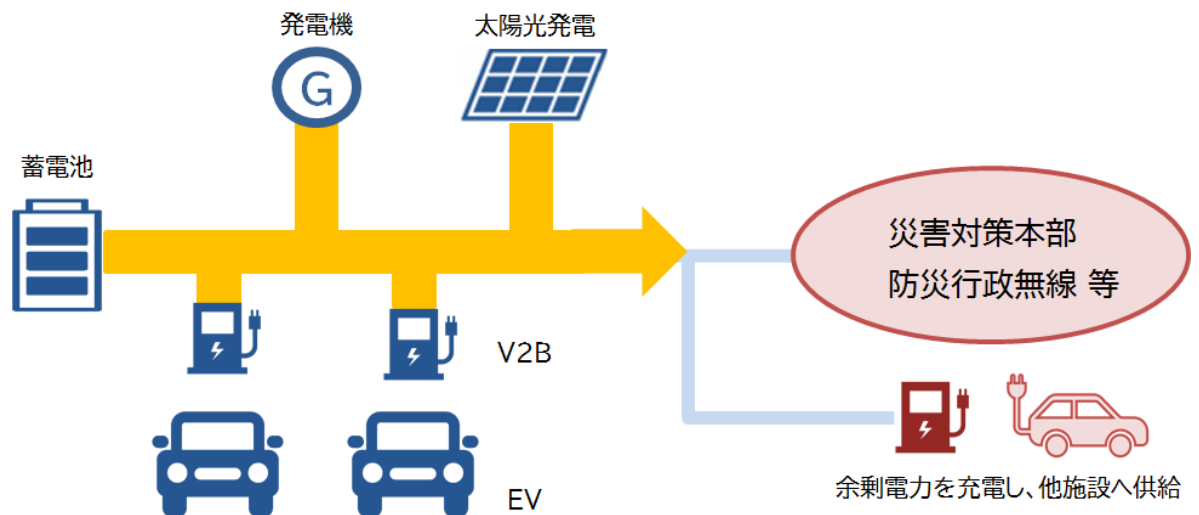 発電機
太陽光発電
G
蓄電池
災害対策本部
防災行政無線 等
V2B
EV
余剰電力を充電し、他施設へ供給